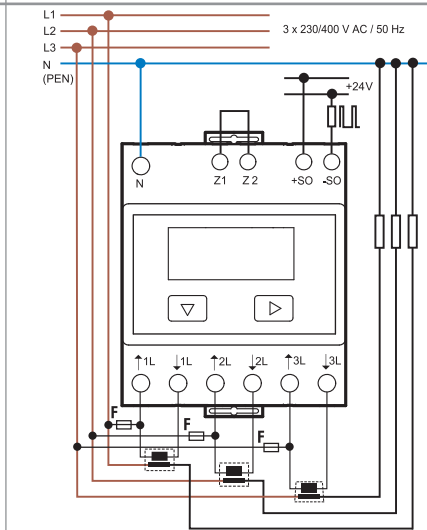 L1
L2
3 x 230/400 V AC / 50 Hz
L3
N
(PEN)
+24V
N
Z1
Z2
+SO
-SO
↑1L
↓1L
↑2L
↓2L
↑3L
↓3L
F
F
F